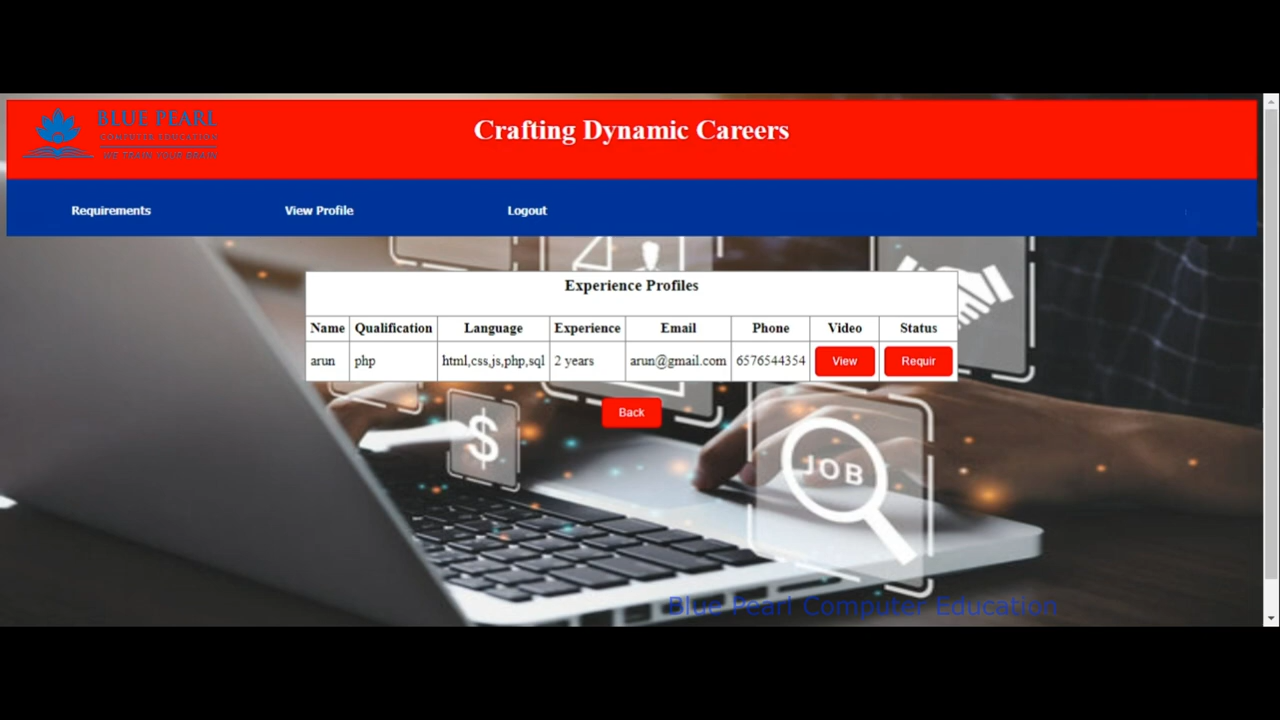 BLUE PEARL
COMPUTER EDUCATION
WE TRAIN YOUR BRAIN
Crafting Dynamic Careers
Requirements View Profile Logout
Experience Profiles
Name Qualification Language Experience Email Phone Video Status
arun php html,css,js,php,sql 2 years arun@gmail.com 6576544354 View Requir
Back
$
JOB
Blue Pearl Computer Education